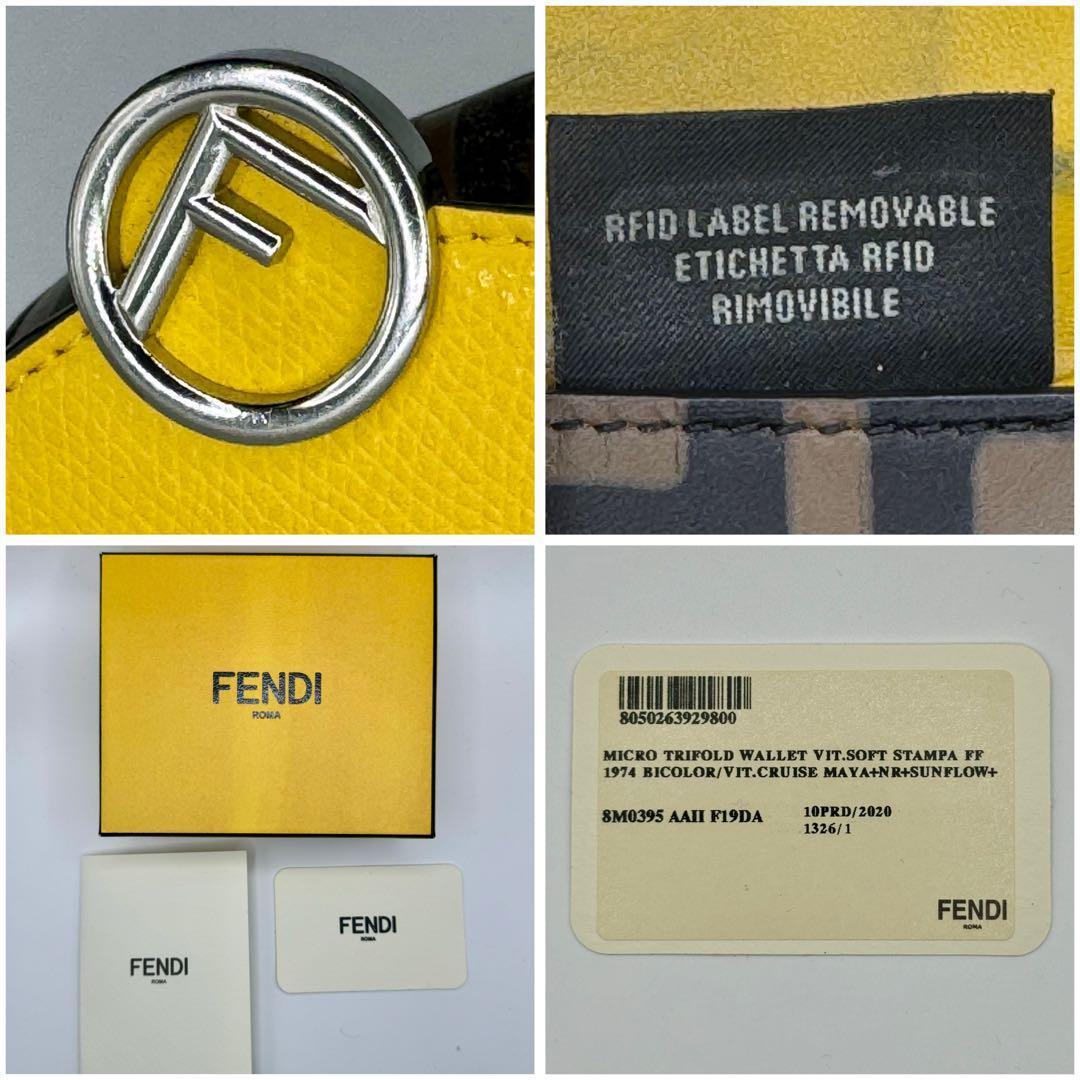 RFID LABEL REMOVABLE
ETICHETTA RFID
RIMOVIBILE
FENDI
ROMA
FENDI
ROMA
FENDI
ROMA
8050263929800
MICRO TRIFOLD WALLET VIT.SOFT STAMPA FF
1974 BICOLOR/VIT.CRUISE MAYA+NR+SUNFLOW+
8M0395 AAII F19DA
10PRD/2020
1326/1
FENDI
ROMA